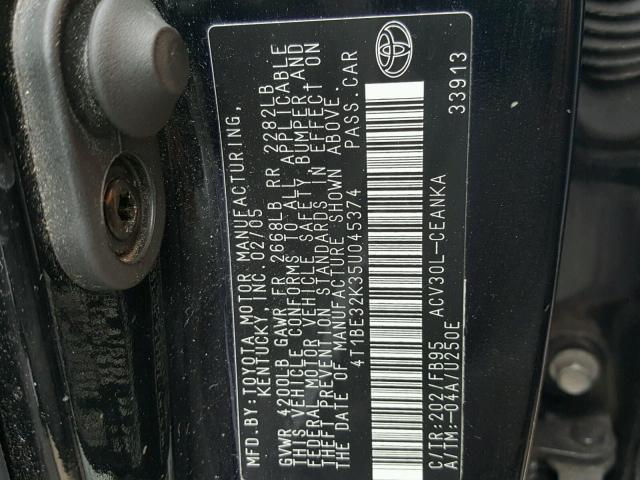 MFD.BY:TOYOTA MOTOR MANUFACTURING,
KENTUCKY, INC. 02/05
GVWR 4200LB GAWR FR 2668LB RR 2282LB
THIS VEHICLE CONFORMS TO ALL APPLICABLE
FEDERAL MOTOR VEHICLE SAFETY, BUMPER, AND
THEFT PREVENTION STANDARDS IN EFFECT ON
THE DATE OF MANUFACTURE SHOWN ABOVE.
4T1BE32K35U045374 PASS. CAR
C/TR:202/FB95 ACV30L-CEANKA
A/TM:-04A/U250E 33913